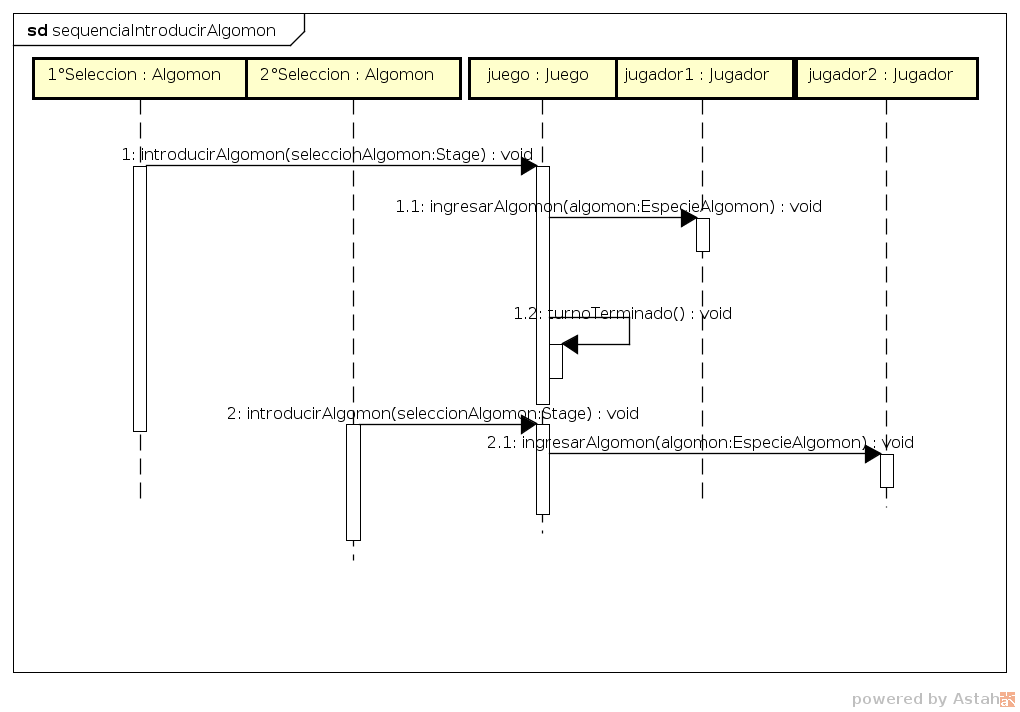 sd sequenciaIntroducirAlgomon
1°Seleccion : Algomon 2°Seleccion : Algomon juego : Juego jugador1 : Jugador jugador2 : Jugador
1: introducirAlgomon(seleccionAlgomon:Stage) : void
1.1: ingresarAlgomon(algomon:EspecieAlgomon) : void
1.2: turnoTerminado() : void
2: introducirAlgomon(seleccionAlgomon:Stage) : void
2.1: ingresarAlgomon(algomon:EspecieAlgomon) : void
powered by Astah